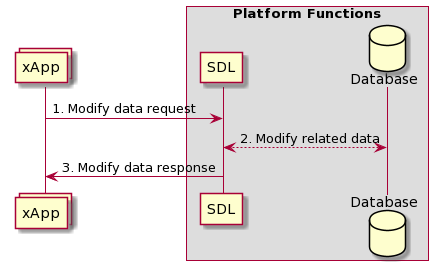 Platform Functions
xApp
SDL
Database
1. Modify data request
2. Modify related data
3. Modify data response
xApp
SDL
Database